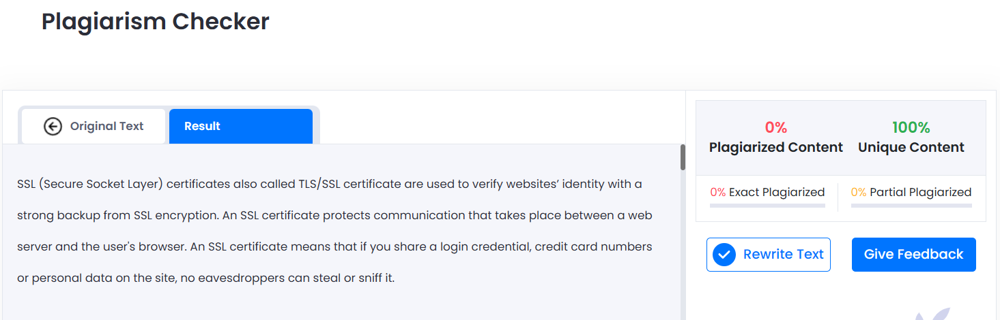 Plagiarism Checker
Original Text
Result
SSL (Secure Socket Layer) certificates also called TLS/SSL certificate are used to verify websites’ identity with a
strong backup from SSL encryption. An SSL certificate protects communication that takes place between a web
server and the user's browser. An SSL certificate means that if you share a login credential, credit card numbers
or personal data on the site, no eavesdroppers can steal or sniff it.
0%
Plagiarized Content
100%
Unique Content
0% Exact Plagiarized
0% Partial Plagiarized
Rewrite Text
Give Feedback